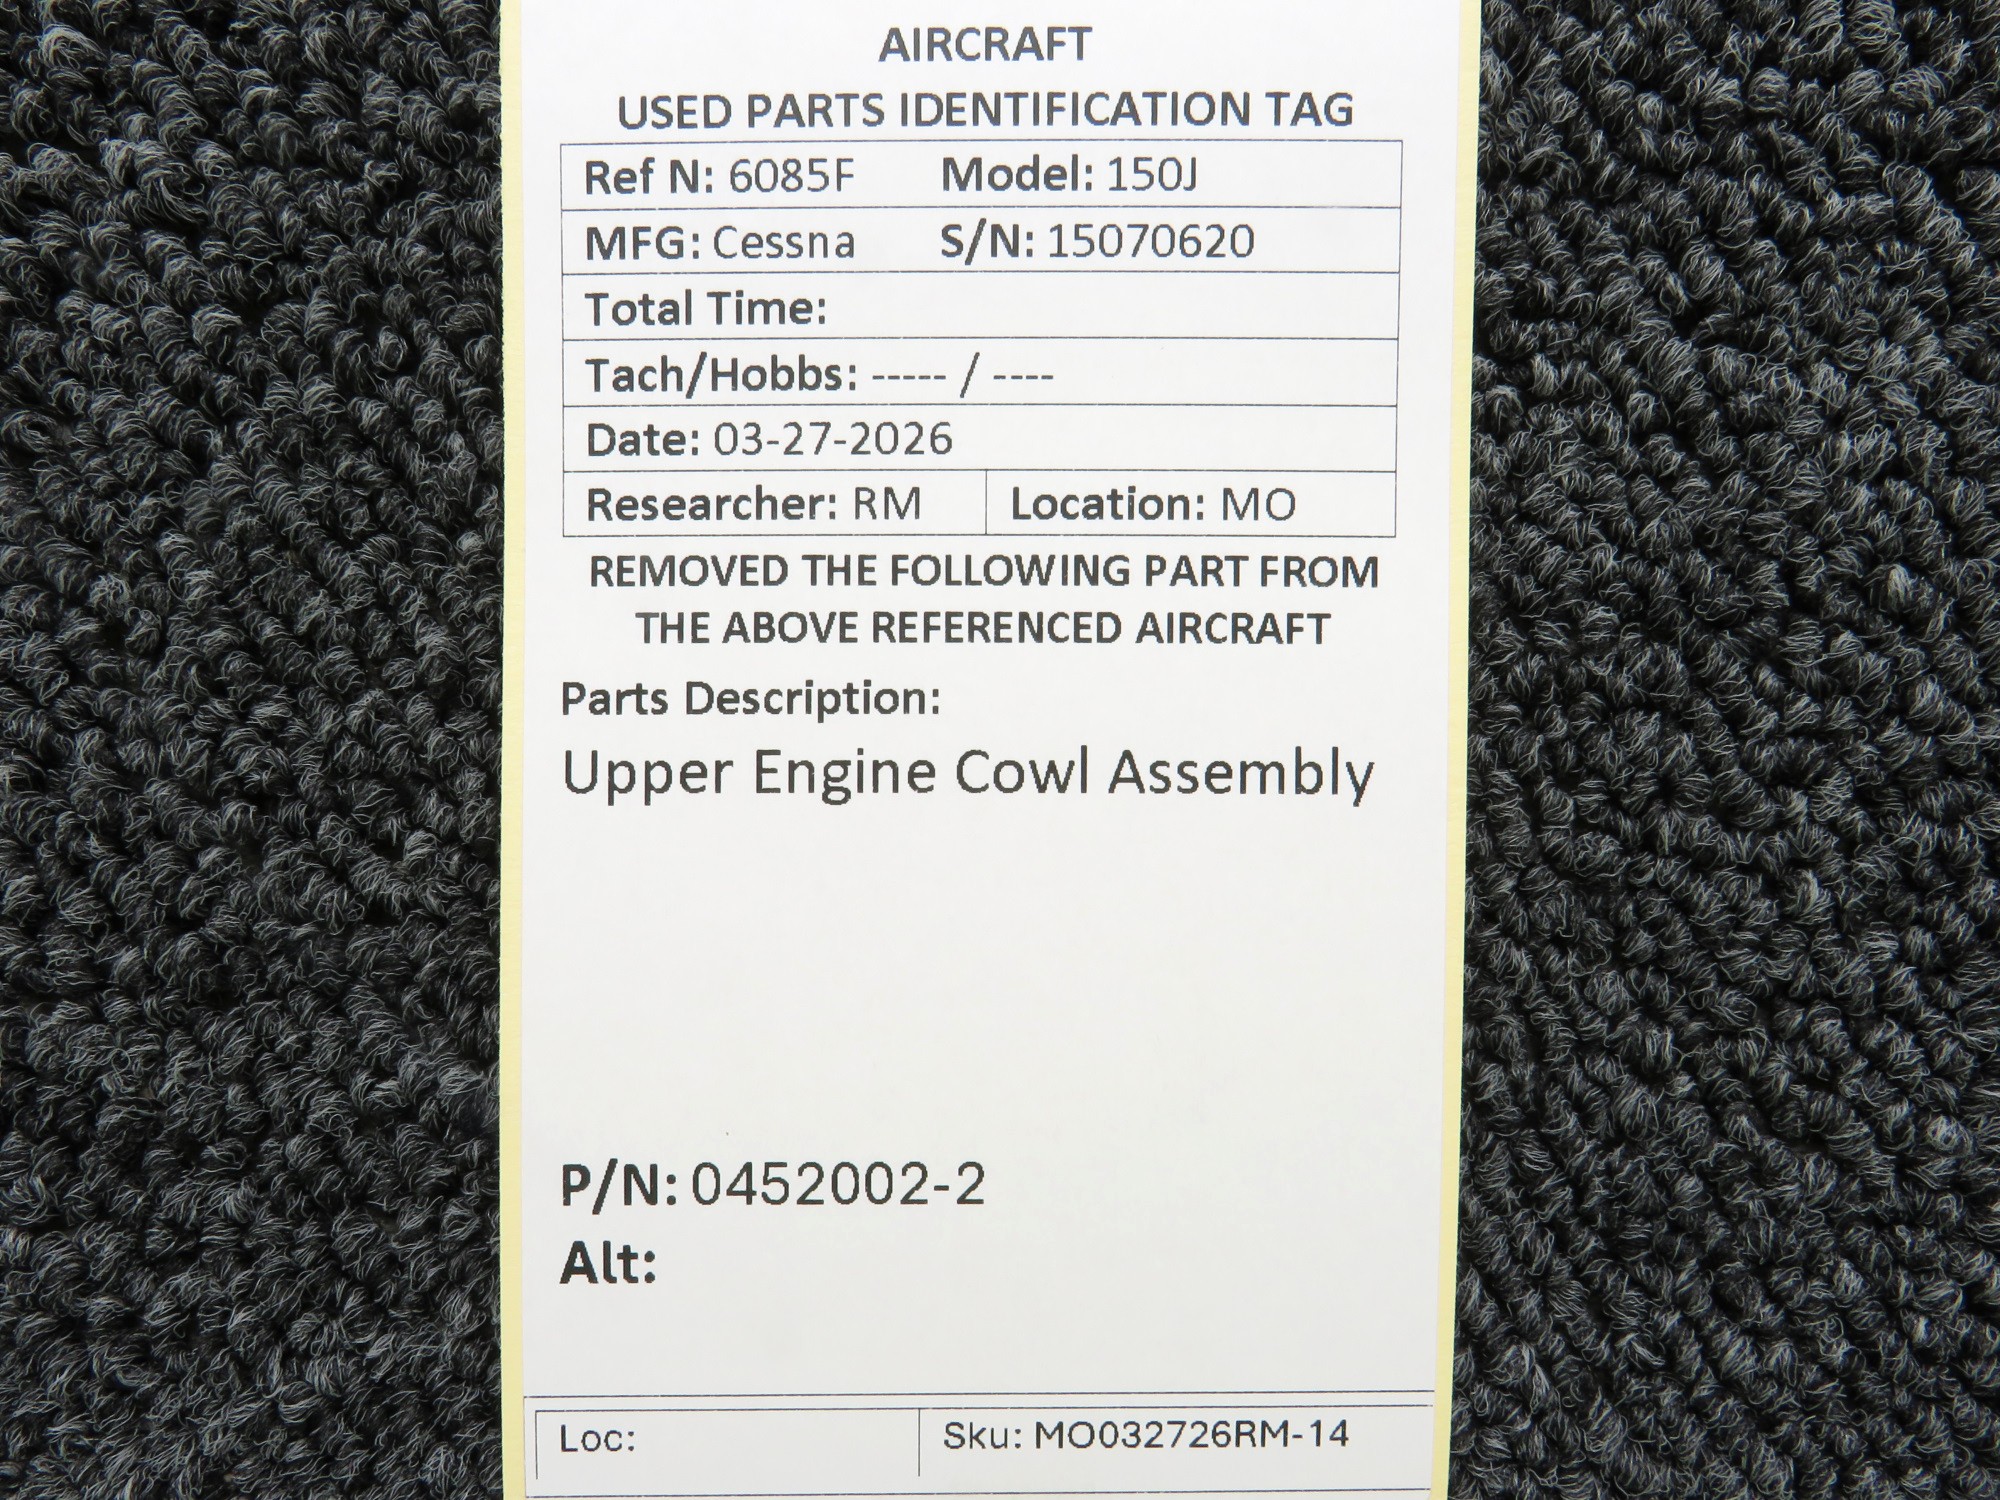 AIRCRAFT
USED PARTS IDENTIFICATION TAG
Ref N: 6085F Model: 150J
MFG: Cessna S/N: 15070620
Total Time:
Tach/Hobbs: ----- / ----
Date: 03-27-2026
Researcher: RM Location: MO
REMOVED THE FOLLOWING PART FROM
THE ABOVE REFERENCED AIRCRAFT
Parts Description:
Upper Engine Cowl Assembly
P/N: 0452002-2
Alt:
Loc: Sku: MO032726RM-14